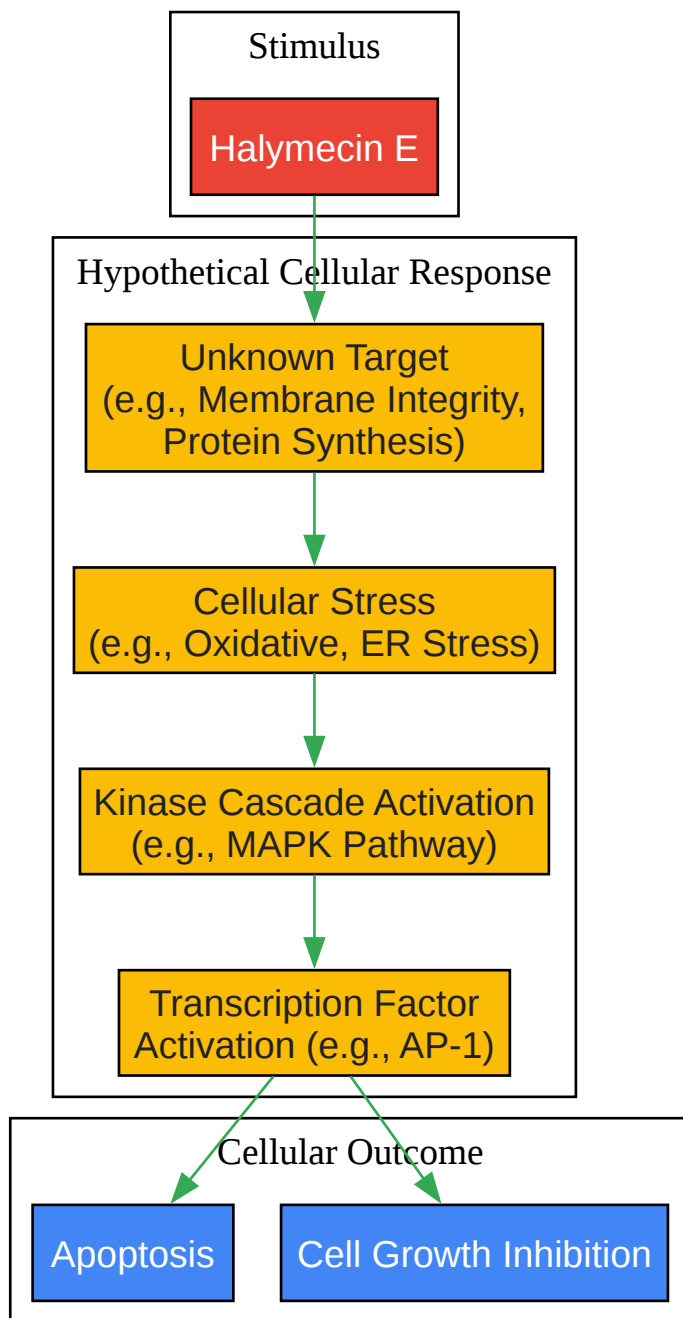 Stimulus
Halymecin E
Hypothetical Cellular Response
Unknown Target
(e.g., Membrane Integrity,
Protein Synthesis)
Cellular Stress
(e.g., Oxidative, ER Stress)
Kinase Cascade Activation
(e.g., MAPK Pathway)
Transcription Factor
Activation (e.g., AP-1)
Cellular Outcome
Apoptosis
Cell Growth Inhibition